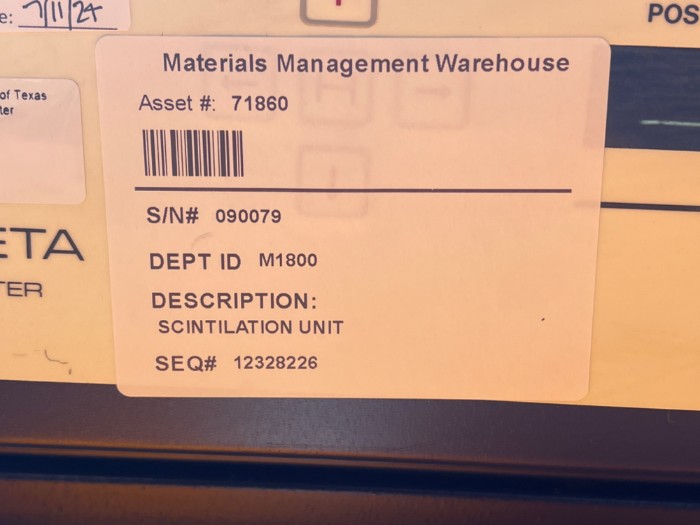 e: 7/11/24
POS
of Texas
ter
Materials Management Warehouse
Asset #: 71860
S/N# 090079
DEPT ID M1800
DESCRIPTION:
SCINTILATION UNIT
SEQ# 12328226
ETA
TER